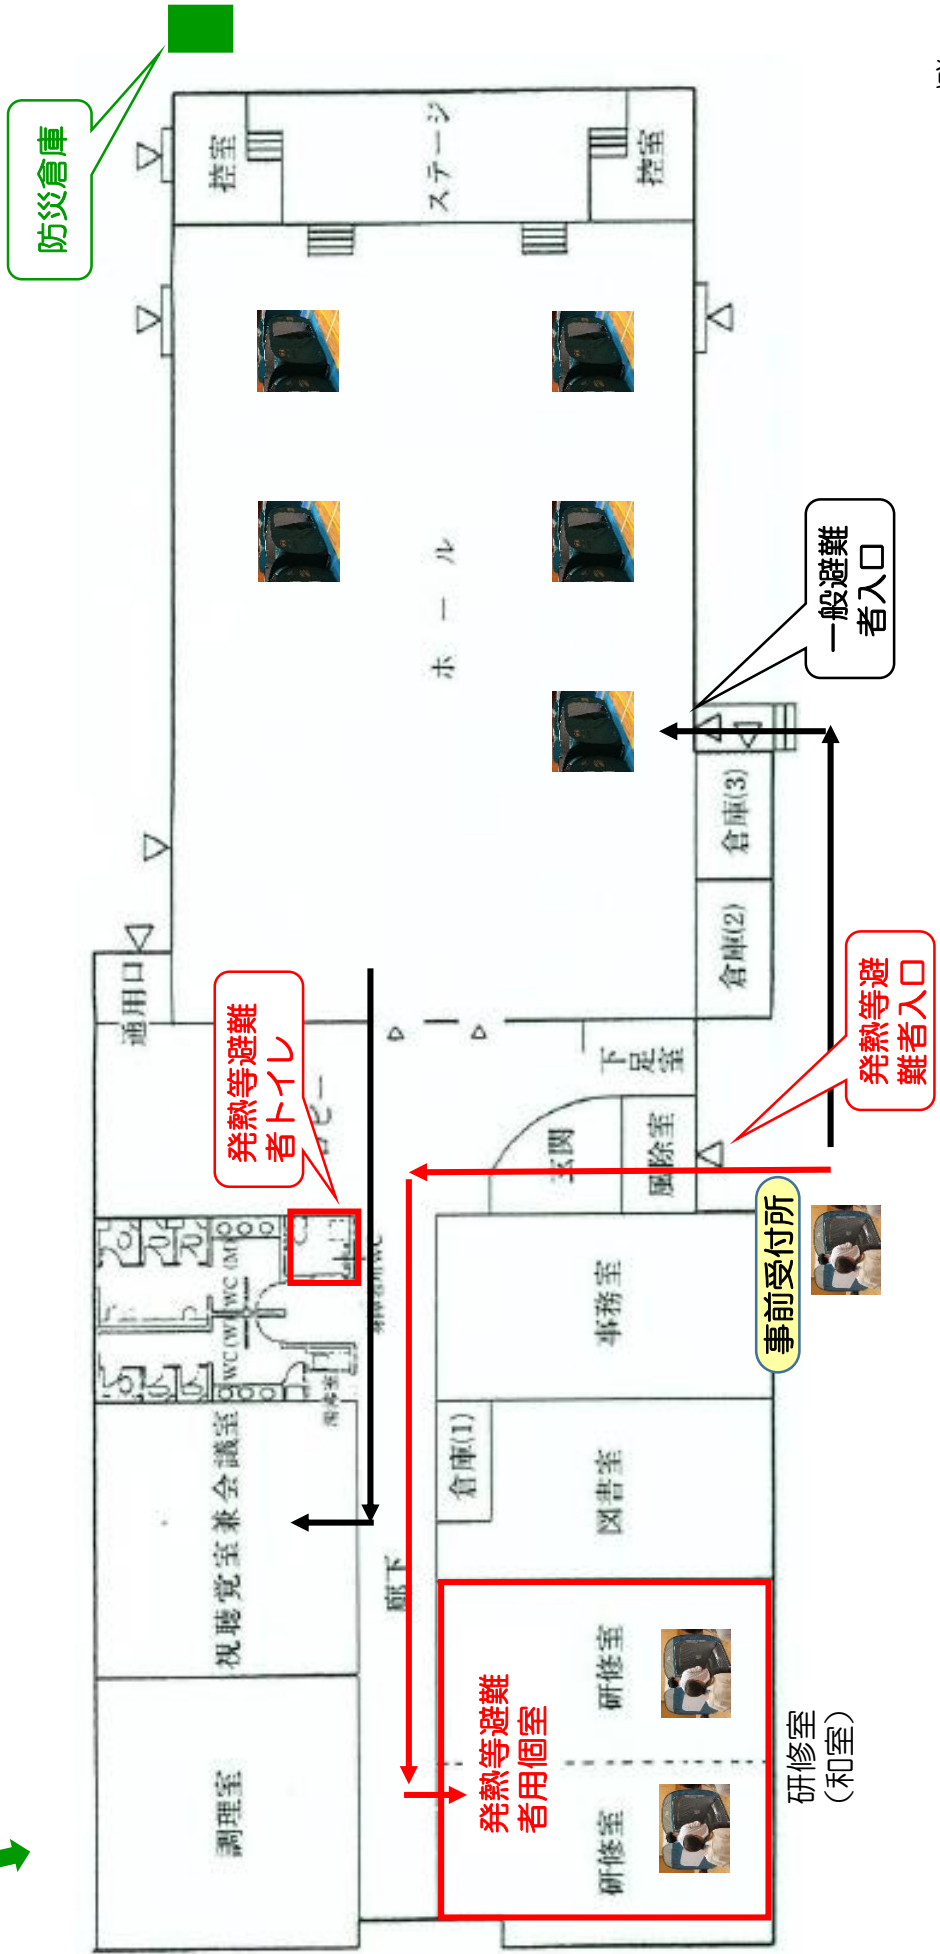 防災倉庫
控室
ステージ
控室
ホール
一般避難
者入口
通用口
倉庫(3)
倉庫(2)
発熱等避難
者トイレ
発熱等避
難者入口
下足室
玄関
風除室
WC(M)
WC(W)
事務室
事前受付所
視聴覚室兼会議室
倉庫(1)
図書室
廊下
調理室
発熱等避難
者用個室
研修室
研修室
研修室
（和室）